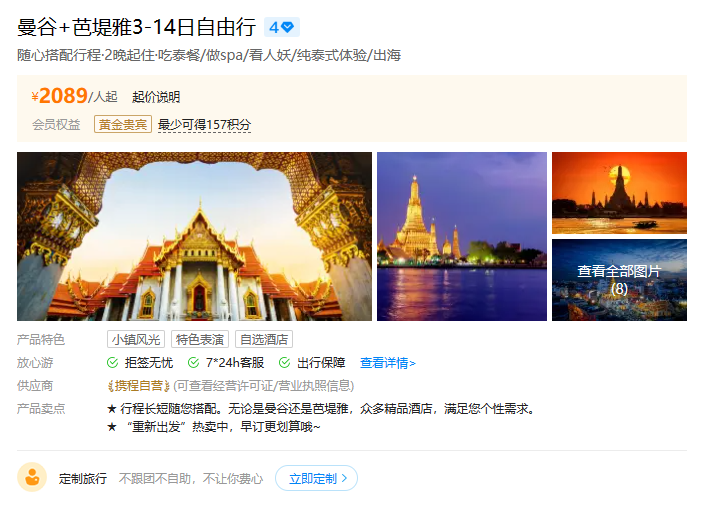 曼谷+芭堤雅3-14日自由行 4
随心搭配行程·2晚起住·吃泰餐/做spa/看人妖/纯泰式体验/出海
¥2089/人起 起价说明
会员权益 黄金贵宾 最少可得157积分
查看全部图片
(8)
产品特色 小镇风光 特色表演 自选酒店
放心游 拒签无忧 7*24h客服 出行保障 查看详情>
供应商 携程自营 (可查看经营许可证/营业执照信息)
产品卖点 ★ 行程长短随您搭配。无论是曼谷还是芭堤雅，众多精品酒店，满足您个性需求。
★ “重新出发”热卖中，早订更划算哦~
定制旅行 不跟团不自助，不让你费心 立即定制 >